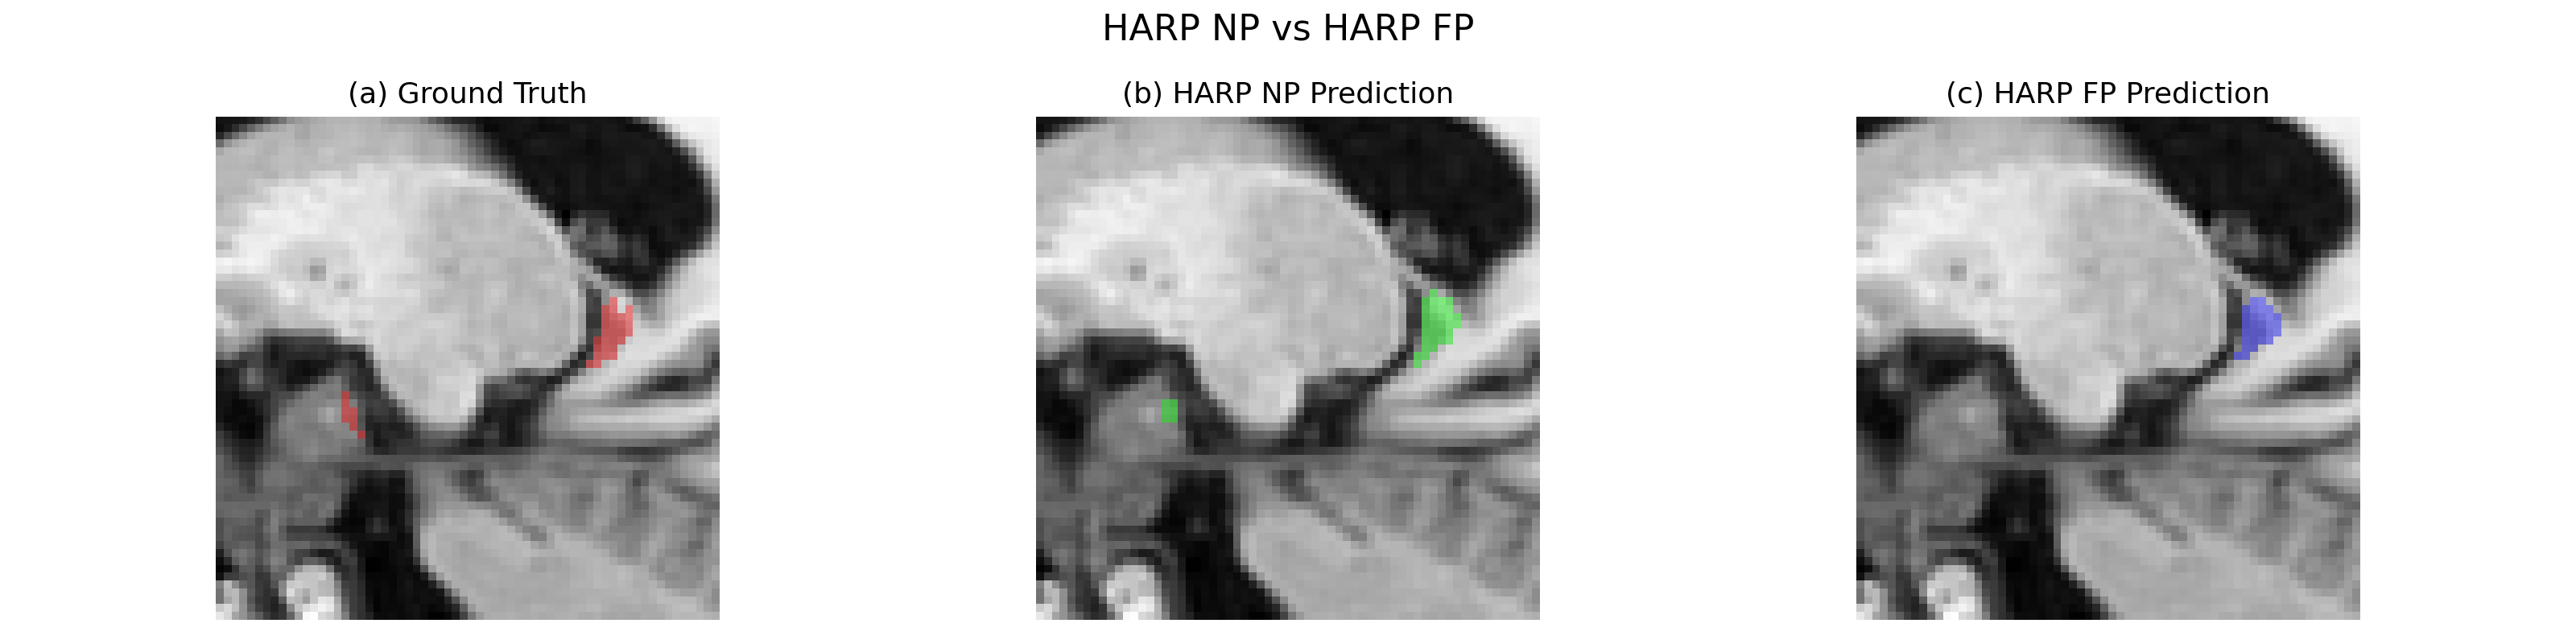 HARP NP vs HARP FP
(a) Ground Truth
(b) HARP NP Prediction
(c) HARP FP Prediction